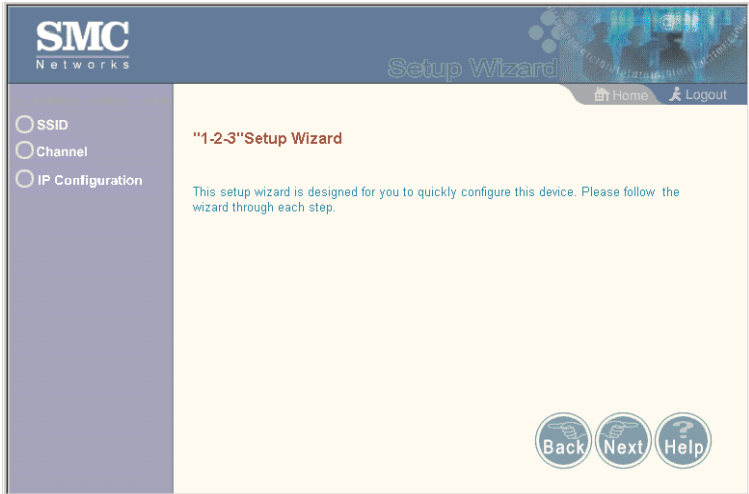 SMC
Networks
Setup Wizard
Home
Logout
SSID
Channel
IP Configuration
"1-2-3"Setup Wizard
This setup wizard is designed for you to quickly configure this device. Please follow the
wizard through each step.
Back
Next
Help